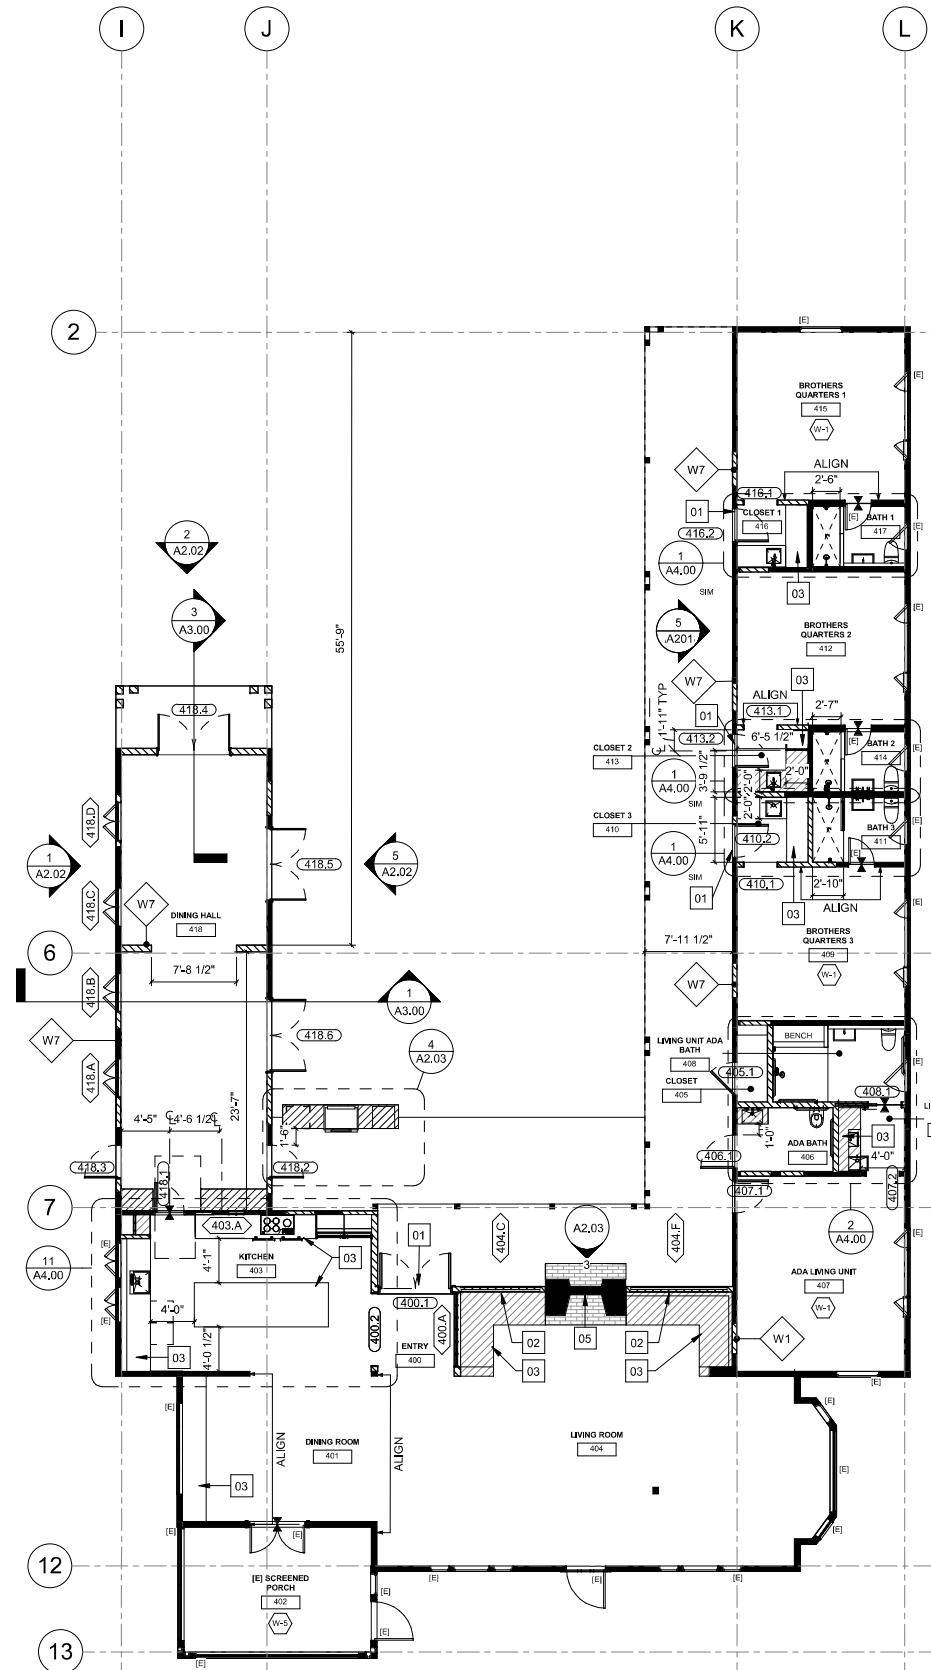 I
J
K
L
2
[E]
BROTHERS
QUARTERS 1
415
W-1
[E]
ALIGN
2'-6"
W7
416.1
01
CLOSET 1
416
416.2
[E]
BATH 1
417
2
A2.02
1
A4.00
SIM
03
3
A3.00
5
A201
BROTHERS
QUARTERS 2
412
[E]
55'-9"
W7
03
ALIGN
1'-11" TYP
413.1
2'-7"
01
413.2
6'-5 1/2"
[E]
BATH 2
414
418.4
CLOSET 2
413
3'-9 1/2"
2'-0"
2'-0"
1
A4.00
SIM
2'-0"
CLOSET 3
410
5'-11"
410.2
BATH 3
411
[E]
[E]
418.D
1
A2.02
418.5
5
A2.02
1
A4.00
SIM
410.1
2'-10"
01
03
ALIGN
418.C
W7
DINING HALL
418
[E]
BROTHERS
QUARTERS 3
409
W-1
6
7'-11 1/2"
7'-8 1/2"
418.B
1
A3.00
W7
W7
418.6
4
A2.03
BENCH
LIVING UNIT ADA
BATH
408
CLOSET
405
405.1
[E]
418.A
23'-7"
408.1
4'-5"
4'-6 1/2"
1'-6"
1'-0"
ADA BATH
406
03
4'-0"
418.3
418.1
418.2
406.1
407.1
407.2
7
403.A
404.C
A2.03
3
404.F
2
A4.00
01
11
A4.00
[E]
[E]
KITCHEN
403
4'-1"
03
ADA LIVING UNIT
407
W-1
4'-0"
400.1
400.2
400.A
02
05
02
W1
03
4'-0 1/2"
ENTRY
400
03
03
[E]
[E]
[E]
DINING ROOM
401
ALIGN
ALIGN
LIVING ROOM
404
[E]
03
[E]
[E]
[E]
12
[E] SCREENED
PORCH
402
W-5
[E]
[E]
[E]
[E]
[E]
[E]
13
[E]